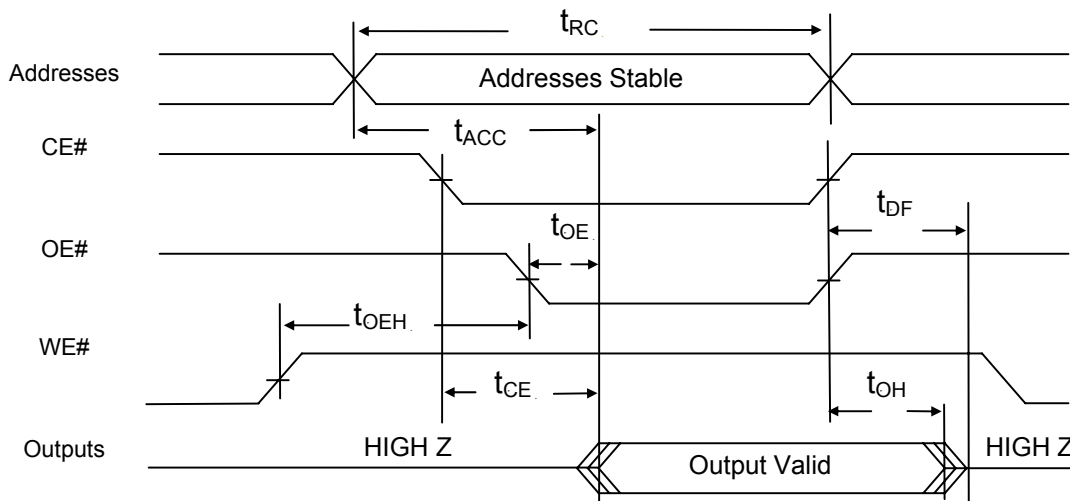 tRC
Addresses
Addresses Stable
tACC
CE#
tDF
tOE
OE#
tOEH
WE#
tCE
tOH
Outputs
HIGH Z
Output Valid
HIGH Z